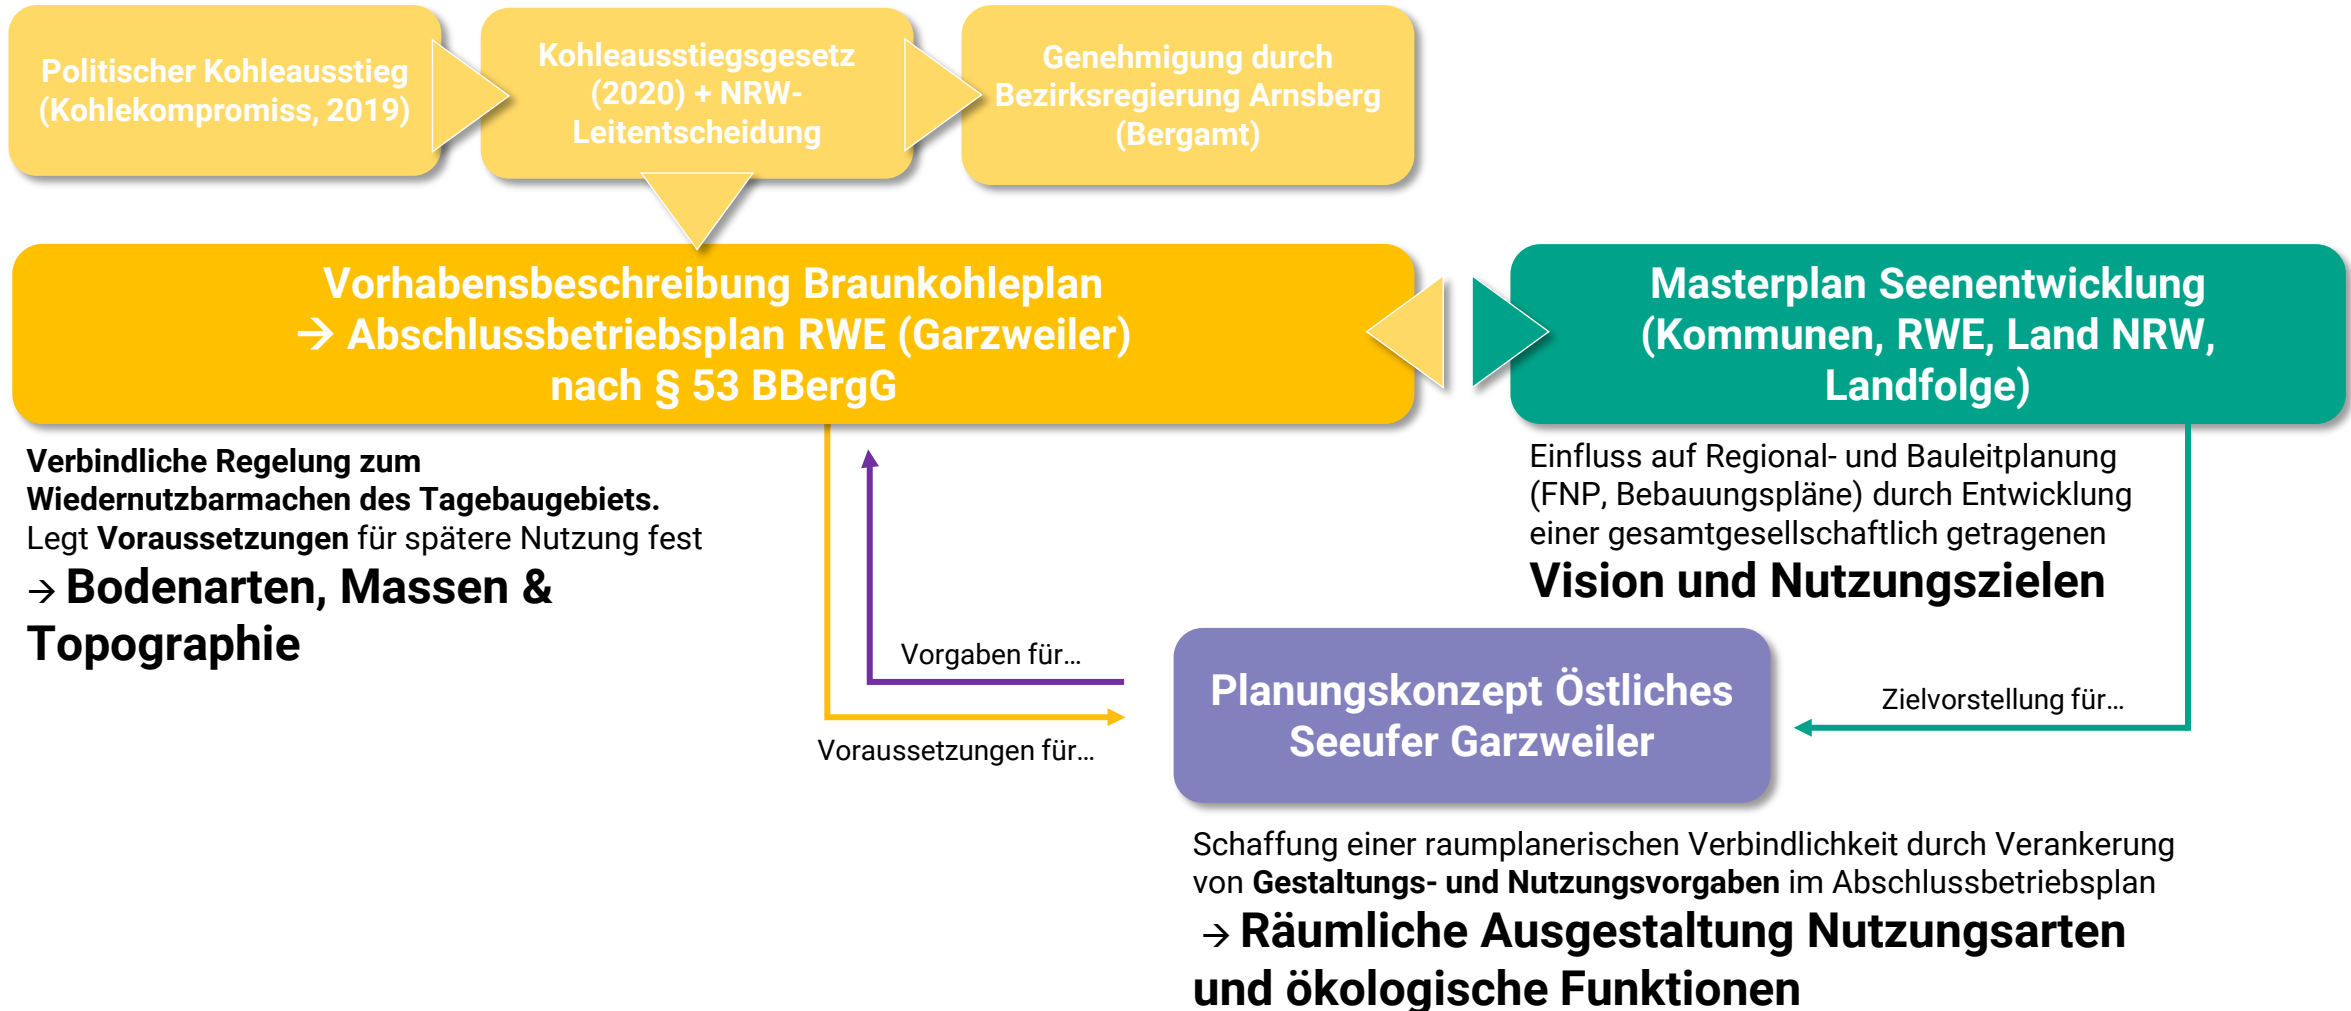 Politischer Kohleausstieg
(Kohlekompromiss, 2019)
Kohleausstiegsgesetz
(2020) + NRW-
Leitentscheidung
Genehmigung durch
Bezirksregierung Arnsberg
(Bergamt)
Vorhabensbeschreibung Braunkohleplan
→ Abschlussbetriebsplan RWE (Garzweiler)
nach § 53 BBergG
Masterplan Seenentwicklung
(Kommunen, RWE, Land NRW,
Landfolge)
Verbindliche Regelung zum
Wiedernutzbarmachen des Tagebaugebiets.
Legt Voraussetzungen für spätere Nutzung fest
→ Bodenarten, Massen &
Topographie
Einfluss auf Regional- und Bauleitplanung
(FNP, Bebauungspläne) durch Entwicklung
einer gesamtgesellschaftlich getragenen
Vision und Nutzungszielen
Vorgaben für...
Voraussetzungen für...
Planungskonzept Östliches
Seeufer Garzweiler
Zielvorstellung für...
Schaffung einer raumplanerischen Verbindlichkeit durch Verankerung
von Gestaltungs- und Nutzungsvorgaben im Abschlussbetriebsplan
→ Räumliche Ausgestaltung Nutzungsarten
und ökologische Funktionen